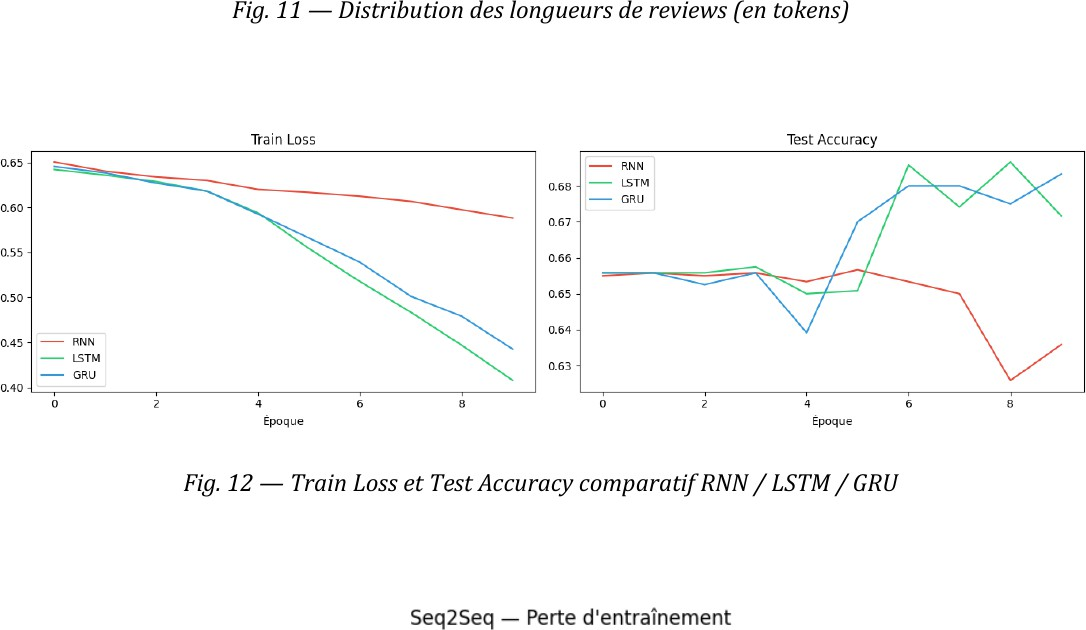 Fig. 11 — Distribution des longueurs de reviews (en tokens)
Train Loss
0.65
0.60
0.55
0.50
0.45
0.40
RNN
LSTM
GRU
0 2 4 6 8
Époque
Test Accuracy
RNN
LSTM
GRU
0.68
0.67
0.66
0.65
0.64
0.63
0 2 4 6 8
Époque
Fig. 12 — Train Loss et Test Accuracy comparatif RNN / LSTM / GRU
Seq2Seq — Perte d'entraînement